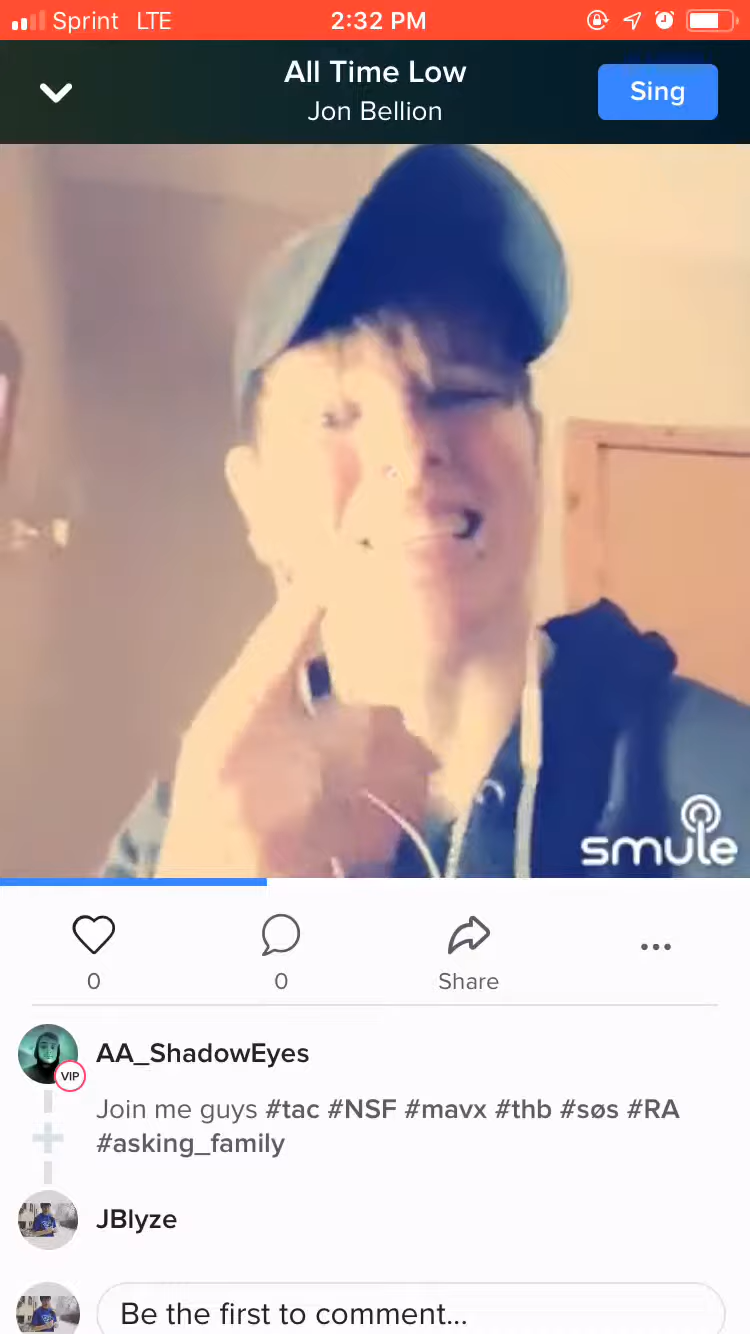 Sprint LTE 2:32 PM
All Time Low
Jon Bellion
Sing
smule
0 0 Share
AA_ShadowEyes
VIP
Join me guys #tac #NSF #mavx #thb #søs #RA
#asking_family
JBlyze
Be the first to comment...